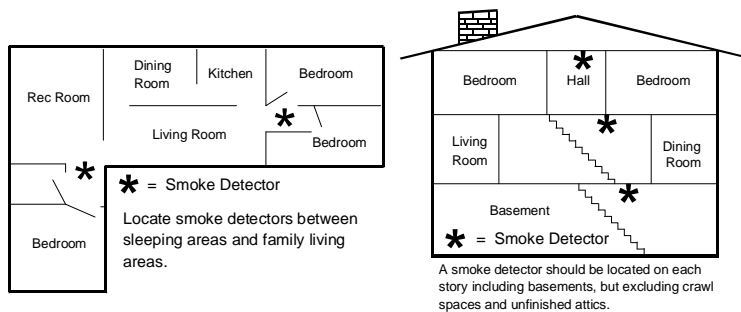 Rec Room
Dining
Room
Kitchen
Bedroom
Living Room
Bedroom
Bedroom
* = Smoke Detector
Locate smoke detectors between
sleeping areas and family living
areas.
Bedroom
Hall
Bedroom
Living
Room
Dining
Room
Basement
* = Smoke Detector
A smoke detector should be located on each
story including basements, but excluding crawl
spaces and unfinished attics.